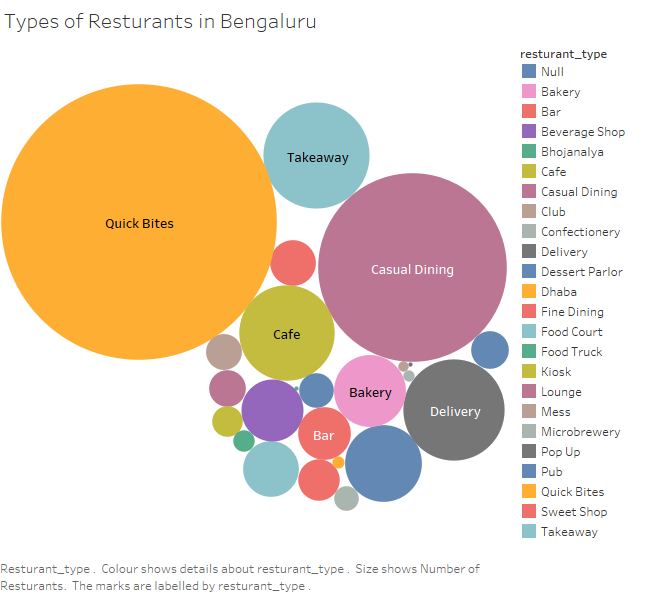 Types of Resturants in Bengaluru
resturant_type
Null
Bakery
Bar
Beverage Shop
Bhojanalya
Cafe
Casual Dining
Club
Confectionery
Delivery
Dessert Parlor
Dhaba
Fine Dining
Food Court
Food Truck
Kiosk
Lounge
Mess
Microbrewery
Pop Up
Pub
Quick Bites
Sweet Shop
Takeaway
Takeaway
Quick Bites
Casual Dining
Cafe
Bakery
Delivery
Bar
Resturant_type .  Colour shows details about resturant_type .  Size shows Number of
Resturants.  The marks are labelled by resturant_type .